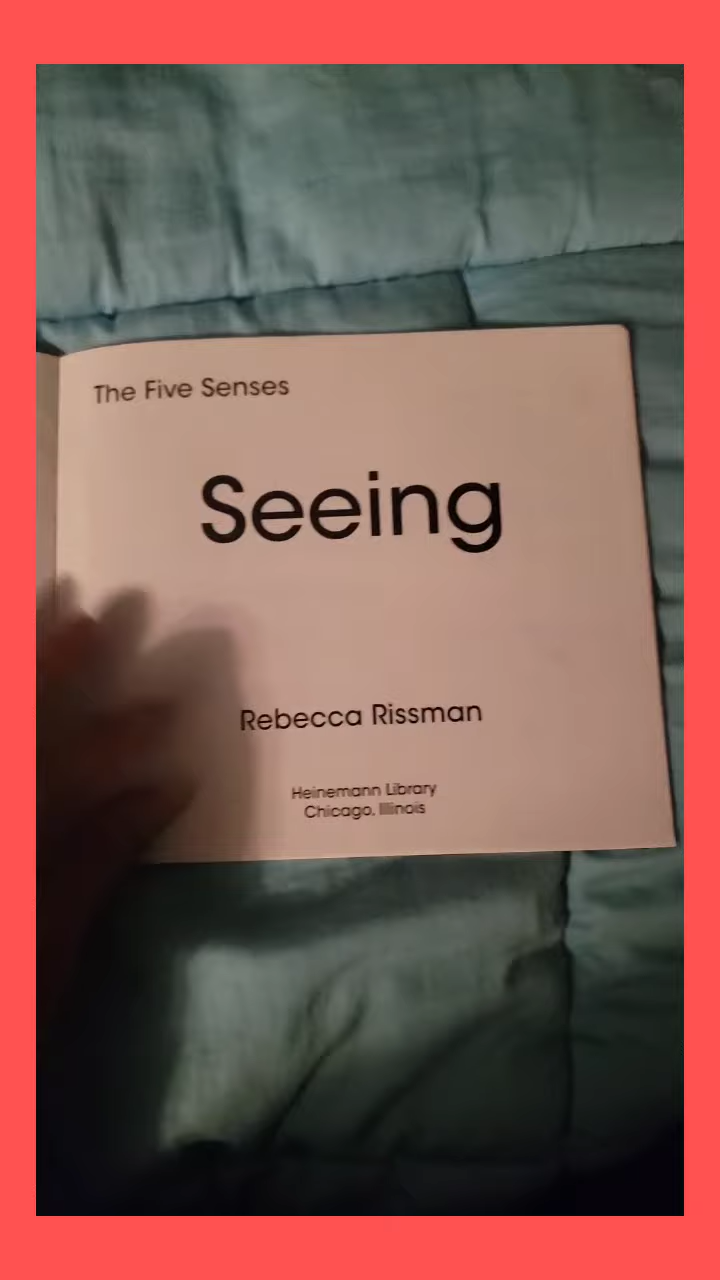 The Five Senses
Seeing
Rebecca Rissman
Heinemann Library
Chicago, Illinois